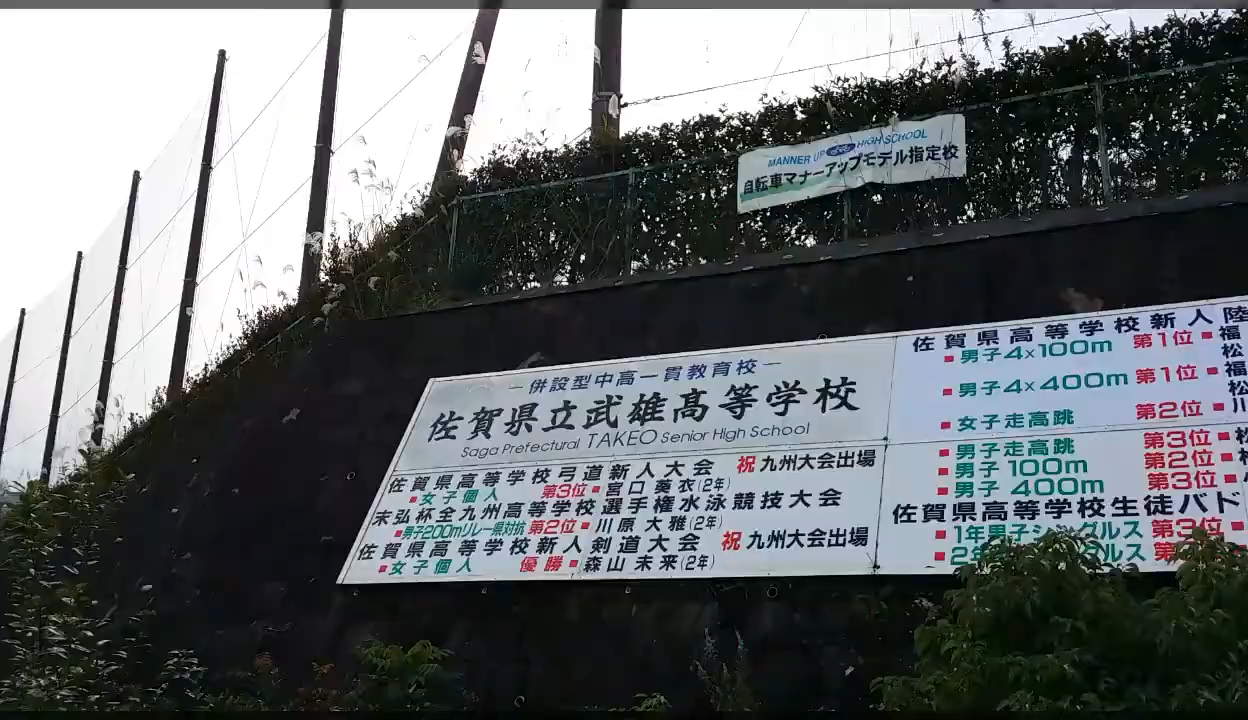 MANNER UP HIGH SCHOOL
自転車マナーアップモデル指定校
―併設型中高一貫教育校―
佐賀県立武雄高等学校
Saga Prefectural TAKEO Senior High School
佐賀県高等学校弓道新人大会 祝九州大会出場
■女子個人 第3位■宮口葵衣(2年)
末弘杯全九州高等学校選手権水泳競技大会
■男子200mリレー県対抗 第2位■川原大雅(2年)
佐賀県高等学校新人剣道大会 祝九州大会出場
■女子個人 優勝■森山未来(2年)
佐賀県高等学校新人陸
■男子4×100m 第1位■福
松
■男子4×400m 第1位■福
松
川
■女子走高跳 第2位■
■男子走高跳 第3位■松
■男子100m 第2位■
■男子400m 第3位■
佐賀県高等学校生徒バド
■1年男子シングルス 第3位■